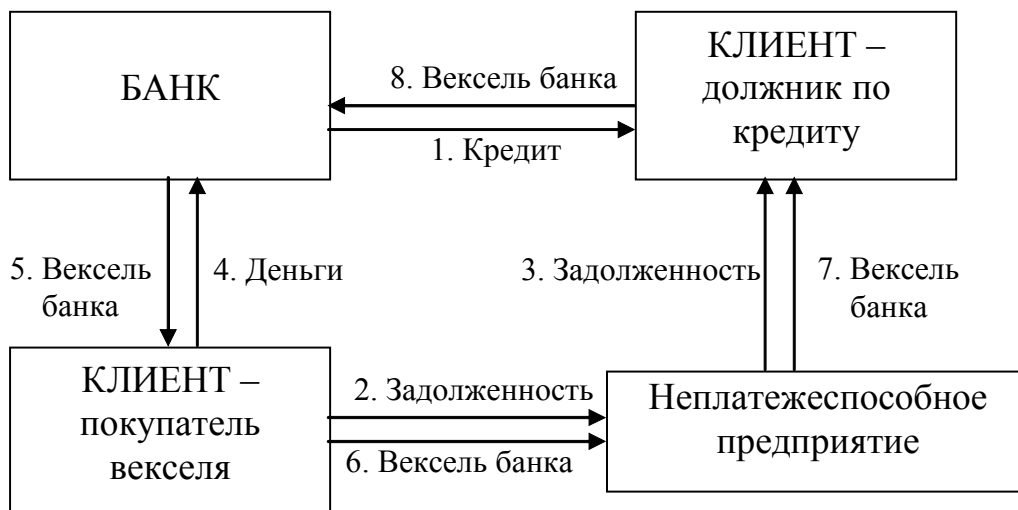 БАНК
КЛИЕНТ –
должник по
кредиту
8. Вексель банка
1. Кредит
5. Вексель
банка
4. Деньги
3. Задолженность
7. Вексель
банка
КЛИЕНТ –
покупатель
векселя
2. Задолженность
6. Вексель банка
Неплатежеспособное
предприятие